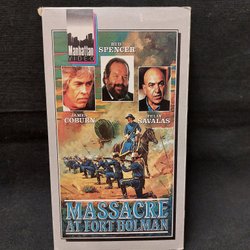 Manhattan
VIDEO
BUD
SPENCER
JAMES
COBURN
TELLY
SAVALAS
MASSACRE
AT FORT HOLMAN